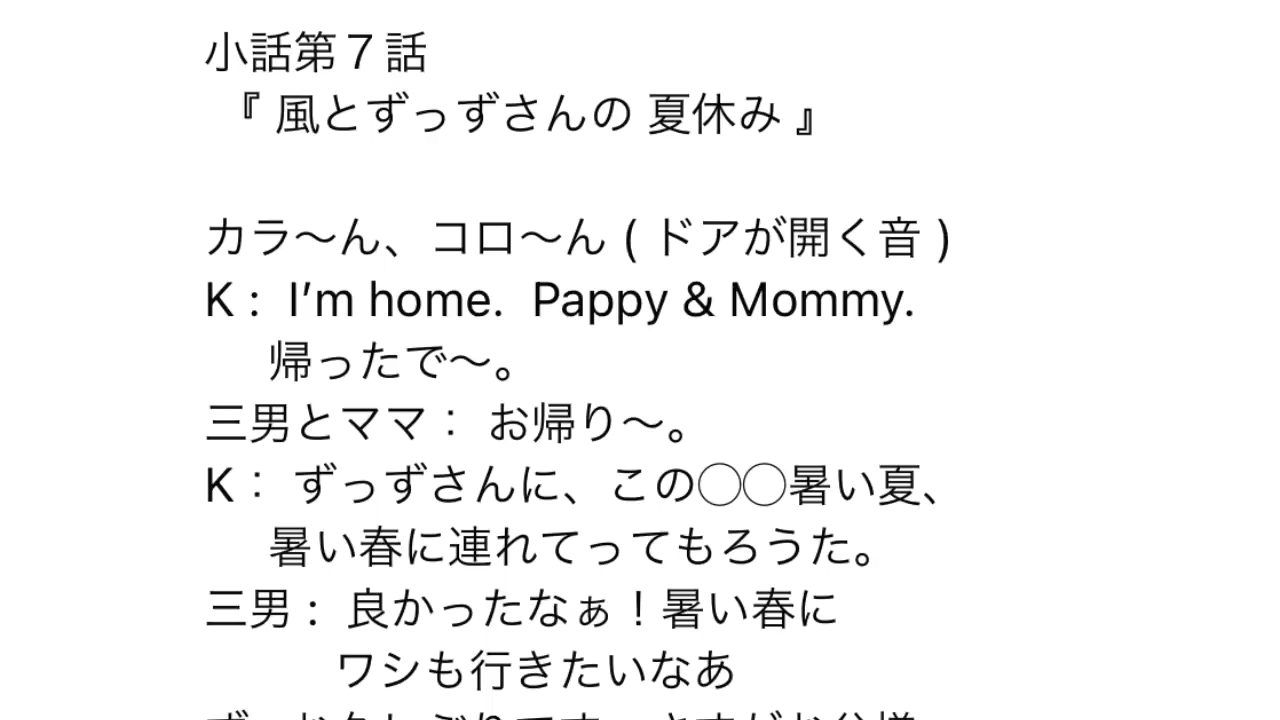 小話第７話
『 風とずっずさんの 夏休み 』
カラ〜ん、コロ〜ん ( ドアが開く音 )
K :  I’m home.  Pappy & Mommy.
帰ったで〜。
三男とママ： お帰り〜。
K： ずっずさんに、この◯◯暑い夏、
暑い春に連れてってもろうた。
三男 :  良かったなぁ！暑い春に
ワシも行きたいなあ